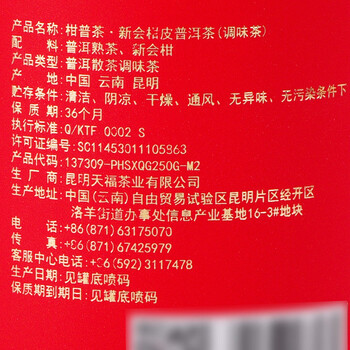 产品名称:柑普茶·新会柑皮普洱茶(调味茶)
配料:普洱熟茶、新会柑
产品类型:普洱散茶调味茶
产地:中国 云南 昆明
贮存条件:清洁、阴凉、干燥、通风、无异味、无污染条件下
保质期:36个月
执行标准:Q/KTF 0002 S
许可证编号:SC11453011105863
产品代码:137309-PHSXQG250G-M2
生产厂商:昆明天福茶业有限公司
生产地址:中国(云南)自由贸易试验区昆明片区经开区
洛羊街道办事处信息产业基地16-3#地块
电话:+86(871)63175070
传真:+86(871)67425979
客服中心电话:+86(592)3117478
生产日期:见罐底喷码
保质期到期日:见罐底喷码